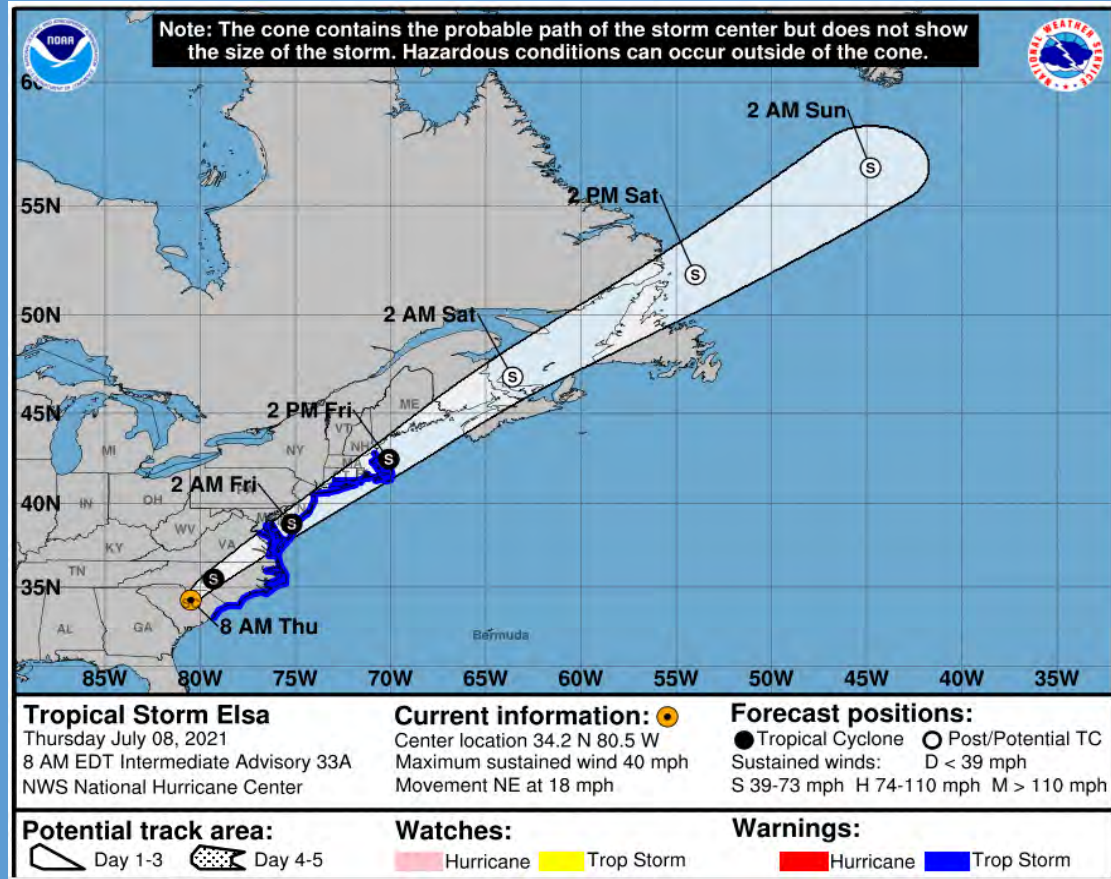 Note: The cone contains the probable path of the storm center but does not show
the size of the storm. Hazardous conditions can occur outside of the cone.
NOAA
NATIONAL WEATHER SERVICE
2 AM Sun
2 PM Sat
2 AM Sat
2 PM Fri
2 AM Fri
8 AM Thu
S
S
S
S
S
S
55N
50N
45N
40N
35N
ME
VT
NH
NY
MI
IN
OH
WV
VA
KY
TN
AL
GA
Bermuda
85W 80W 75W 70W 65W 60W 55W 50W 45W 40W 35W
Tropical Storm Elsa
Thursday July 08, 2021
8 AM EDT Intermediate Advisory 33A
NWS National Hurricane Center
Current information:
Center location 34.2 N 80.5 W
Maximum sustained wind 40 mph
Movement NE at 18 mph
Forecast positions:
Tropical Cyclone Post/Potential TC
Sustained winds: D < 39 mph
S 39-73 mph H 74-110 mph M > 110 mph
Potential track area:
Day 1-3 Day 4-5
Watches:
Hurricane Trop Storm
Warnings:
Hurricane Trop Storm